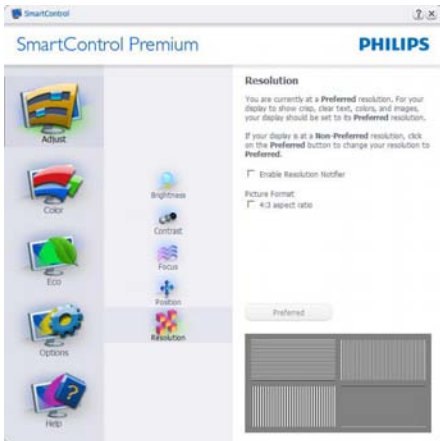 SmartControl
SmartControl Premium
PHILIPS
Adjust
Color
Eco
Options
Help
Brightness
Contrast
Focus
Position
Resolution
Resolution
You are currently at a Preferred resolution. For your
display to show crisp, clear text, colors, and images,
your display should be set to its Preferred resolution.
If your display is at a Non-Preferred resolution, click
on the Preferred button to change your resolution to
Preferred.
Enable Resolution Notifier
Picture Format
4:3 aspect ratio
Preferred